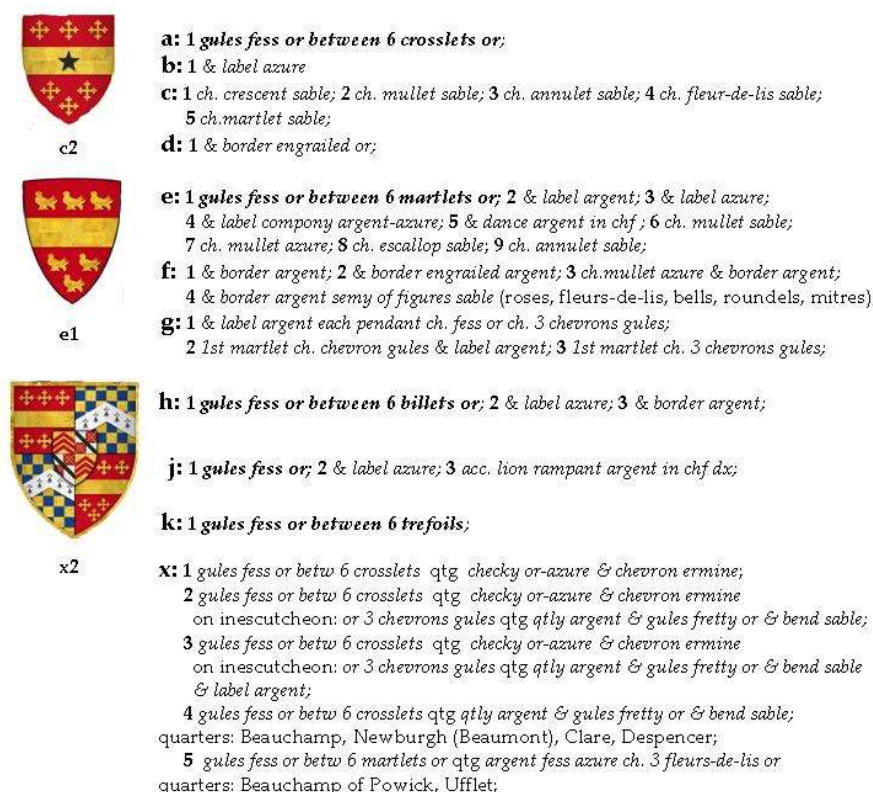 a: 1 gules fess or between 6 crosslets or;
b: 1 & label azure
c: 1 ch. crescent sable; 2 ch. mullet sable; 3 ch. annulet sable; 4 ch. fleur-de-lis sable;
5 ch.martlet sable;
d: 1 & border engrailed or;
c2
e: 1 gules fess or between 6 martlets or; 2 & label argent; 3 & label azure;
4 & label compony argent-azure; 5 & dance argent in chf ; 6 ch. mullet sable;
7 ch. mullet azure; 8 ch. escallop sable; 9 ch. annulet sable;
f: 1 & border argent; 2 & border engrailed argent; 3 ch.mullet azure & border argent;
4 & border argent semy of figures sable (roses, fleurs-de-lis, bells, roundels, mitres)
g: 1 & label argent each pendant ch. fess or ch. 3 chevrons gules;
2 1st martlet ch. chevron gules & label argent; 3 1st martlet ch. 3 chevrons gules;
e1
h: 1 gules fess or between 6 billets or; 2 & label azure; 3 & border argent;
j: 1 gules fess or; 2 & label azure; 3 acc. lion rampant argent in chf dx;
k: 1 gules fess or between 6 trefoils;
x2
x: 1 gules fess or betw 6 crosslets qtg checky or-azure & chevron ermine;
2 gules fess or betw 6 crosslets qtg checky or-azure & chevron ermine
on inescutcheon: or 3 chevrons gules qtg qtly argent & gules fretty or & bend sable;
3 gules fess or betw 6 crosslets qtg checky or-azure & chevron ermine
on inescutcheon: or 3 chevrons gules qtg qtly argent & gules fretty or & bend sable
& label argent;
4 gules fess or betw 6 crosslets qtg qtly argent & gules fretty or & bend sable;
quarters: Beauchamp, Newburgh (Beaumont), Clare, Despencer;
5 gules fess or betw 6 martlets or qtg argent fess azure ch. 3 fleurs-de-lis or
quarters: Beauchamp of Powick, Ufflet;